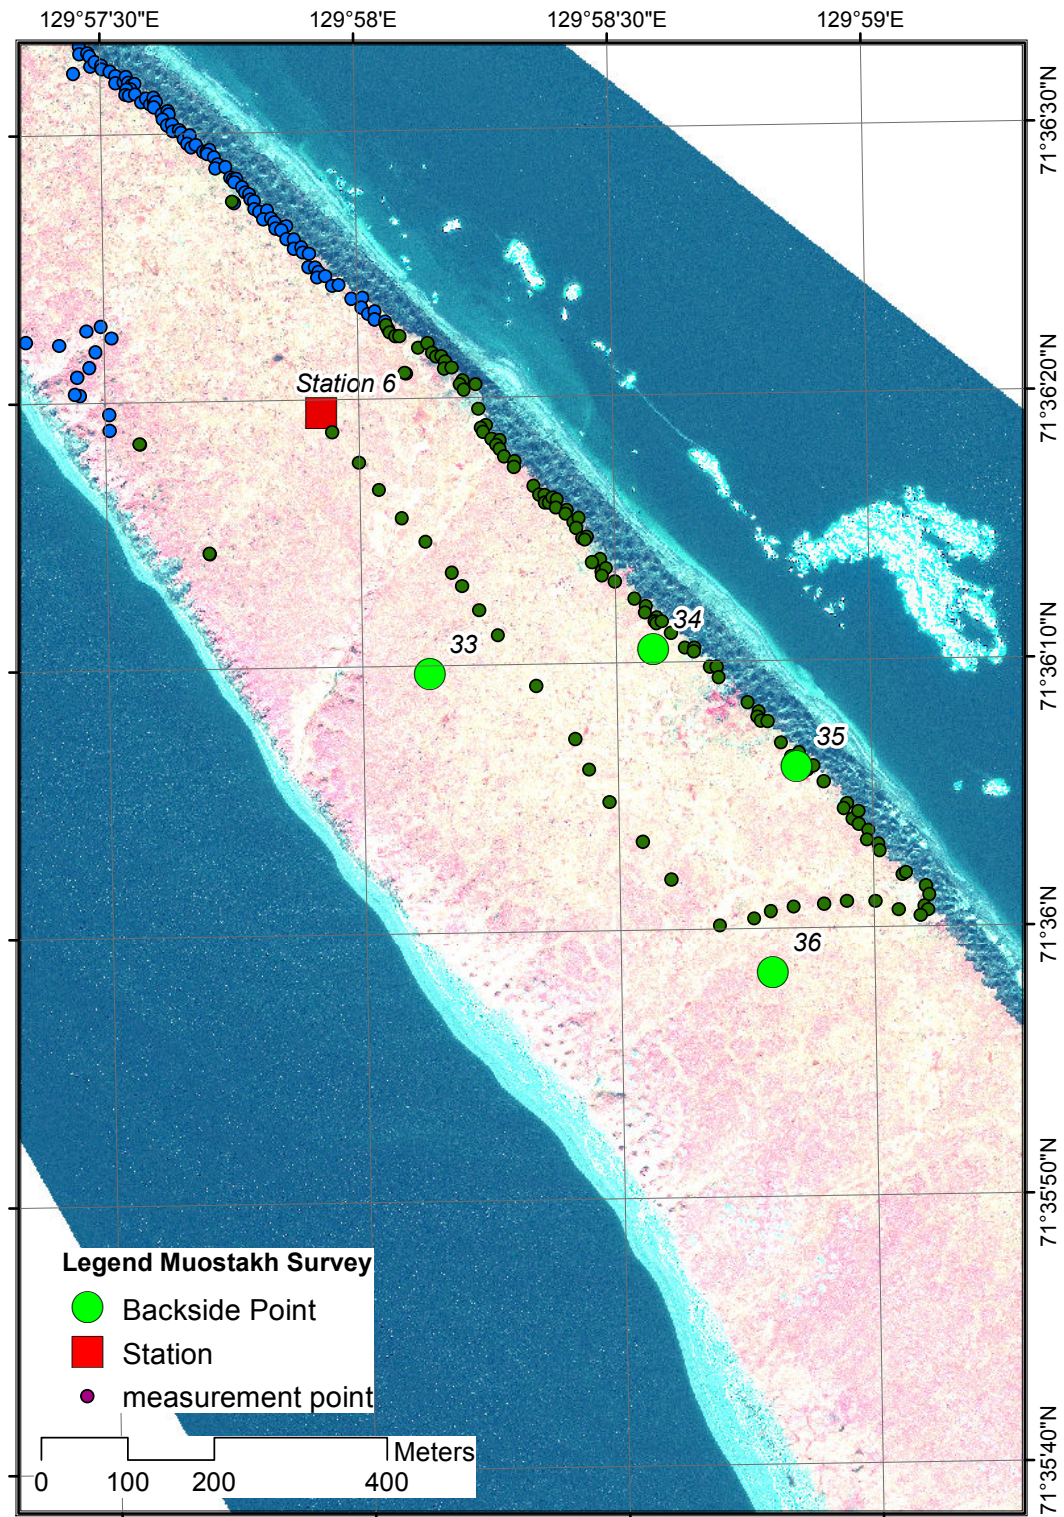 129°57'30"E 129°58'E 129°58'30"E 129°59'E
71°36'30"N
71°36'20"N
Station 6
34
33
71°36'10"N
35
36
71°36'N
71°35'50"N
Legend Muostakh Survey
Backside Point
Station
measurement point
Meters
0 100 200 400
71°35'40"N